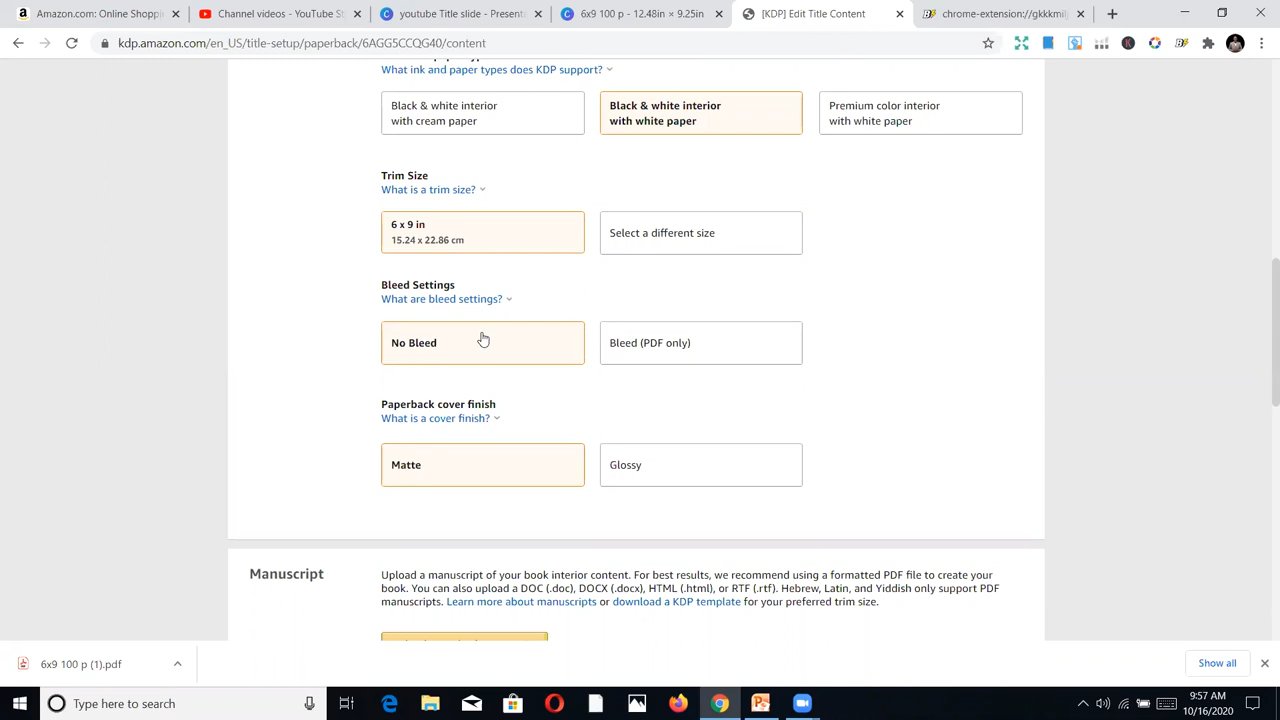 Amazon.com: Online Shoppin
Channel videos - YouTube St
youtube Title slide - Presenta
6x9 100 p - 12.48in × 9.25in
[KDP] Edit Title Content
chrome-extension://gkkkmilj
kdp.amazon.com/en_US/title-setup/paperback/6AGG5CCQG40/content
What ink and paper types does KDP support?
Black & white interior
with cream paper
Black & white interior
with white paper
Premium color interior
with white paper
Trim Size
What is a trim size?
6 x 9 in
15.24 x 22.86 cm
Select a different size
Bleed Settings
What are bleed settings?
No Bleed
Bleed (PDF only)
Paperback cover finish
What is a cover finish?
Matte
Glossy
Manuscript
Upload a manuscript of your book interior content. For best results, we recommend using a formatted PDF file to create your
book. You can also upload a DOC (.doc), DOCX (.docx), HTML (.html), or RTF (.rtf). Hebrew, Latin, and Yiddish only support PDF
manuscripts. Learn more about manuscripts or download a KDP template for your preferred trim size.
6x9 100 p (1).pdf
Show all
Type here to search
9:57 AM
10/16/2020